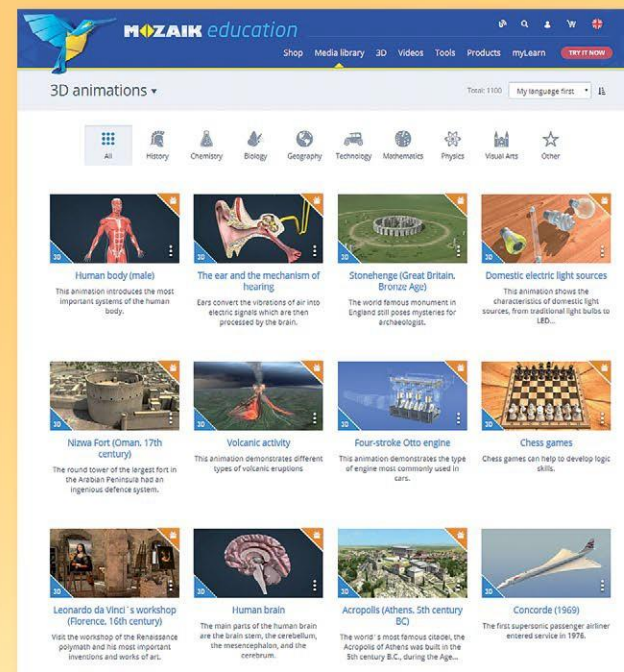 MOZAIK education
Shop Media library 3D Videos Tools Products myLearn TRY IT NOW
3D animations
Total: 1100 My language first
All History Chemistry Biology Geography Technology Mathematics Physics Visual Arts Other
3D 3D 3D 3D
Human body (male)
This animation introduces the most
important systems of the human
body.
The ear and the mechanism of
hearing
Ears convert the vibrations of air into
electric signals which are then
processed by the brain.
Stonehenge (Great Britain,
Bronze Age)
The world famous monument in
England still poses mysteries for
archaeologist.
Domestic electric light sources
This animation shows the
characteristics of domestic light
sources, from traditional light bulbs to
LED...
3D 3D 3D 3D
Nizwa Fort (Oman, 17th
century)
The round tower of the largest fort in
the Arabian Peninsula had an
ingenious defence system.
Volcanic activity
This animation demonstrates different
types of volcanic eruptions
Four-stroke Otto engine
This animation demonstrates the type
of engine most commonly used in
cars.
Chess games
Chess games can help to develop logic
skills.
3D 3D 3D 3D
Leonardo da Vinci`s workshop
(Florence, 16th century)
Visit the workshop of the Renaissance
polymath and his most important
inventions and works of art.
Human brain
The main parts of the human brain
are the brain stem, the cerebellum,
the mesencephalon, and the
cerebrum.
Acropolis (Athens, 5th century
BC)
The world`s most famous citadel, the
Acropolis of Athens was built in the
5th century B.C., during the Age...
Concorde (1969)
The first supersonic passenger airliner
entered service in 1976.